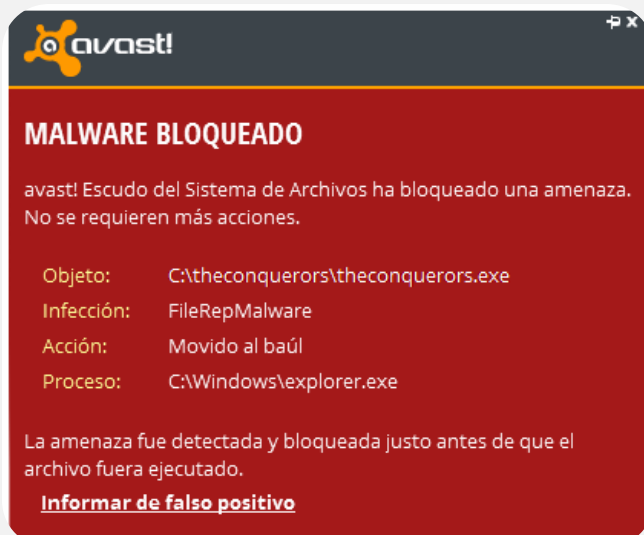 avast!
MALWARE BLOQUEADO
avast! Escudo del Sistema de Archivos ha bloqueado una amenaza.
No se requieren más acciones.
Objeto: C:\theconquerors\theconquerors.exe
Infección: FileRepMalware
Acción: Movido al baúl
Proceso: C:\Windows\explorer.exe
La amenaza fue detectada y bloqueada justo antes de que el
archivo fuera ejecutado.
Informar de falso positivo